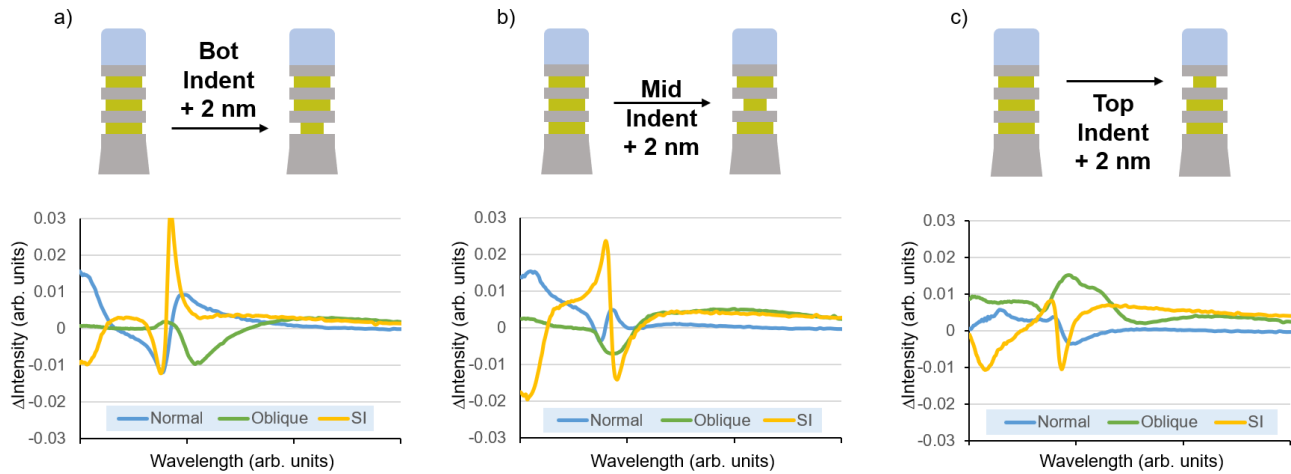 a)
Bot
Indent
+ 2 nm
b)
Mid
Indent
+ 2 nm
c)
Top
Indent
+ 2 nm
0.03
0.02
0.01
0
-0.01
-0.02
-0.03
ΔIntensity (arb. units)
Normal Oblique SI
Wavelength (arb. units)
0.03
0.02
0.01
0
-0.01
-0.02
-0.03
ΔIntensity (arb. units)
Normal Oblique SI
Wavelength (arb. units)
0.03
0.02
0.01
0
-0.01
-0.02
-0.03
ΔIntensity (arb. units)
Normal Oblique SI
Wavelength (arb. units)